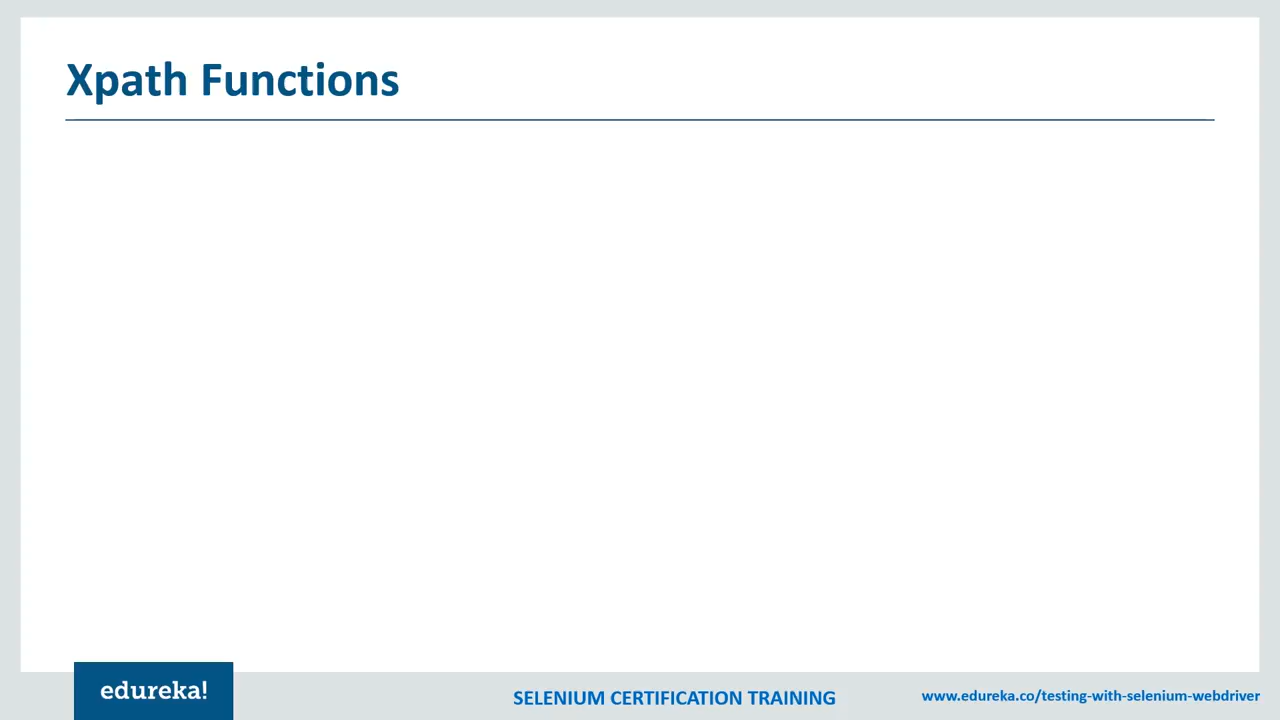 Xpath Functions
edureka!
SELENIUM CERTIFICATION TRAINING
www.edureka.co/testing-with-selenium-webdriver